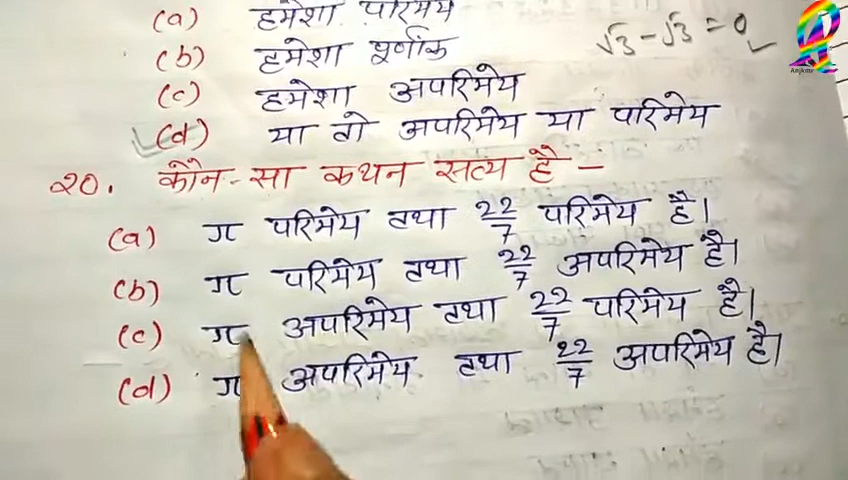 (a) हमेशा परिमेय
(b) हमेशा पूर्णांक
√3 - √3 = 0
(c) हमेशा अपरिमेय
(d) या तो अपरिमेय या परिमेय
20. कौन-सा कथन सत्य है -
(a) π परिमेय तथा 22/7 परिमेय है।
(b) π परिमेय तथा 22/7 अपरिमेय है।
(c) π अपरिमेय तथा 22/7 परिमेय है।
(d) π अपरिमेय तथा 22/7 अपरिमेय है।